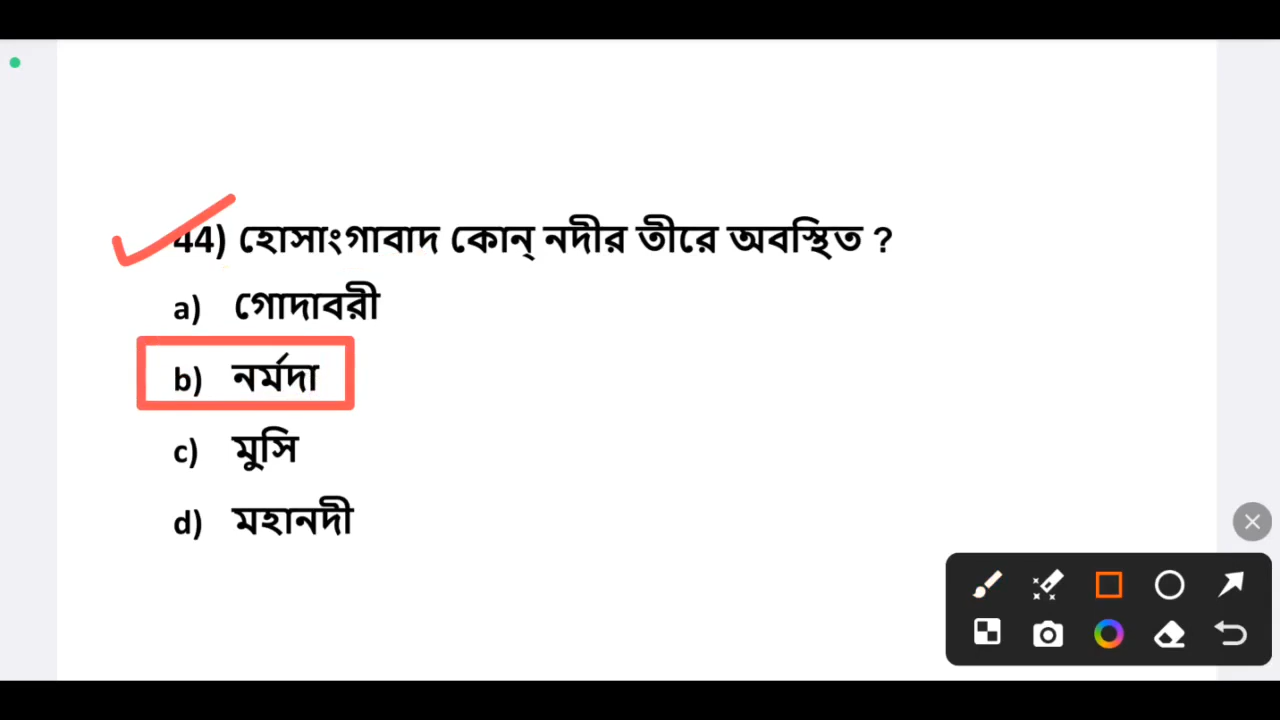 44) হোসাংগাবাদ কোন্ নদীর তীরে অবস্থিত ?
a) গোদাবরী
b) নর্মদা
c) মুসি
d) মহানদী